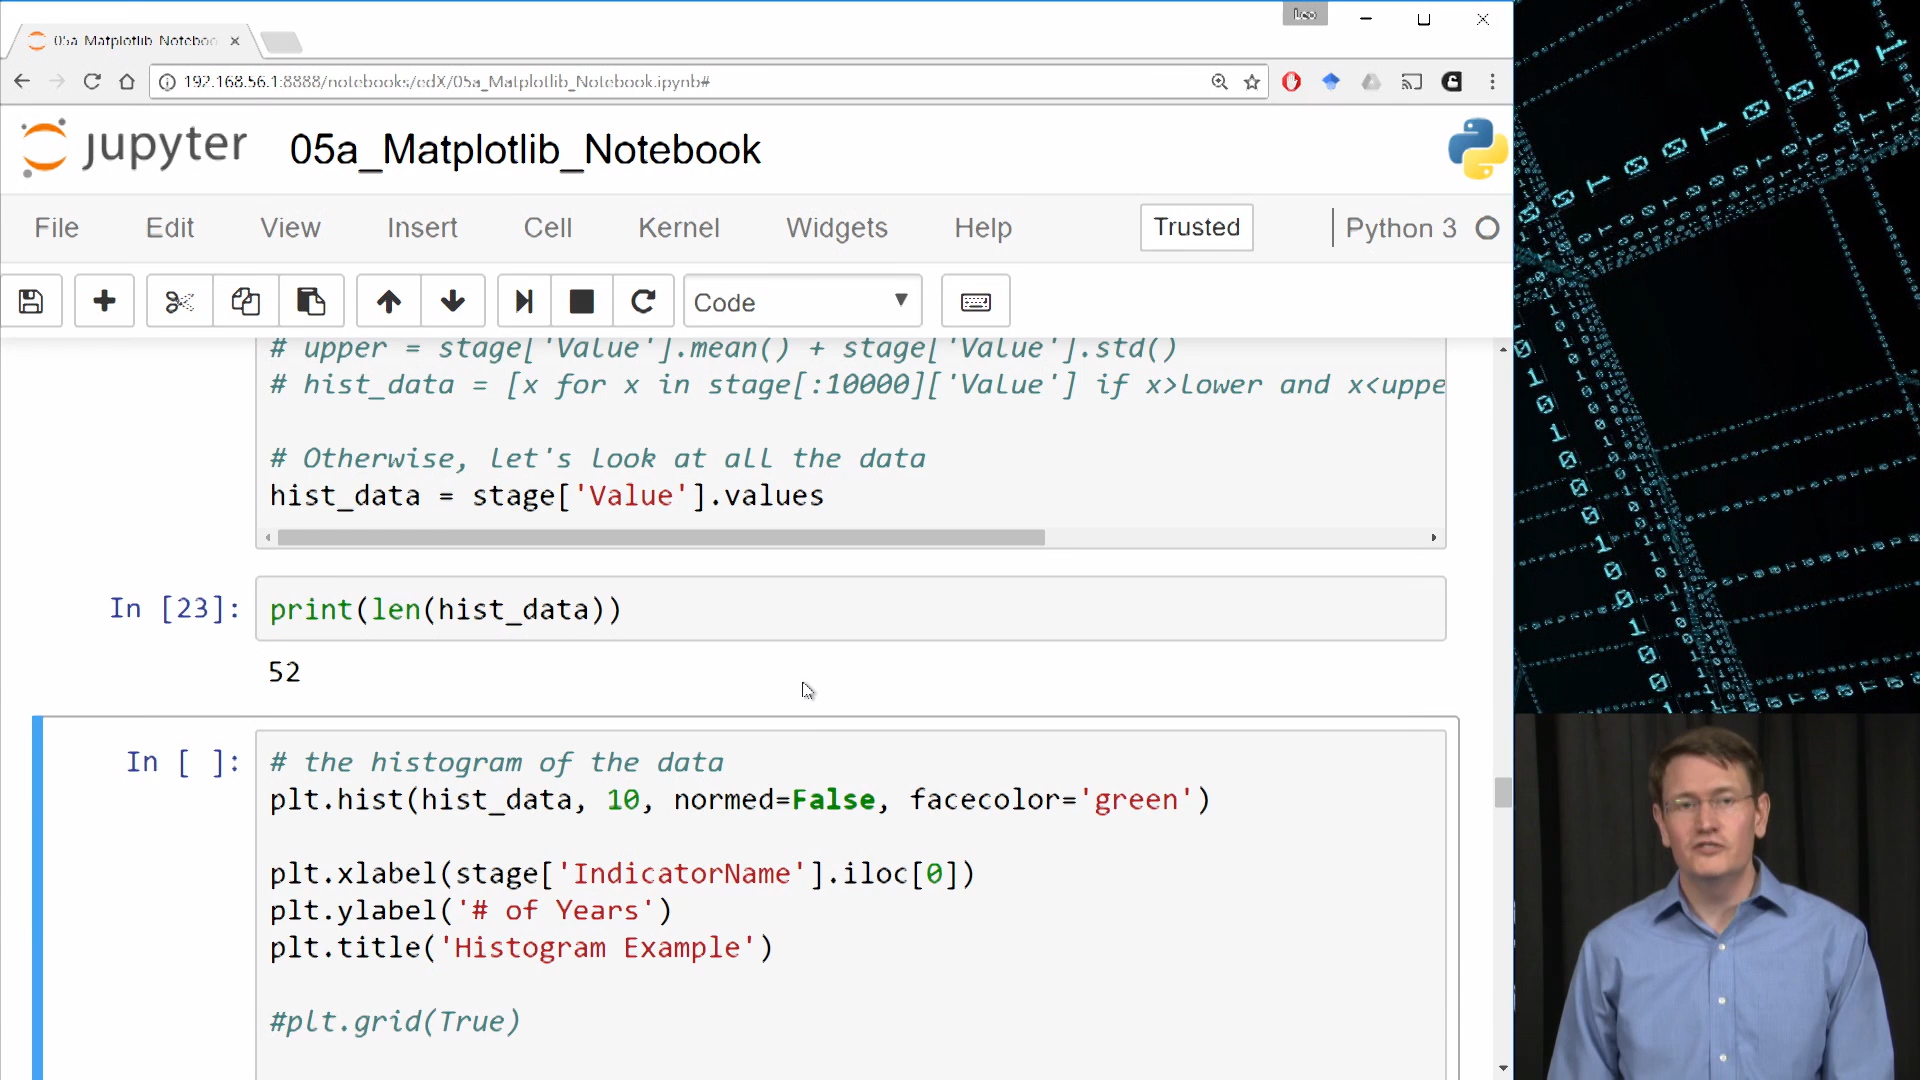 Leo
05a_Matplotlib_Noteboo
192.168.56.1:8888/notebooks/edX/05a_Matplotlib_Notebook.ipynb#
jupyter 05a_Matplotlib_Notebook
File Edit View Insert Cell Kernel Widgets Help Trusted Python 3
Code
# upper = stage['Value'].mean() + stage['Value'].std()
# hist_data = [x for x in stage[:10000]['Value'] if x>lower and x<uppe
# Otherwise, let's look at all the data
hist_data = stage['Value'].values
In [23]: print(len(hist_data))
52
In [ ]: # the histogram of the data
plt.hist(hist_data, 10, normed=False, facecolor='green')
plt.xlabel(stage['IndicatorName'].iloc[0])
plt.ylabel('# of Years')
plt.title('Histogram Example')
#plt.grid(True)